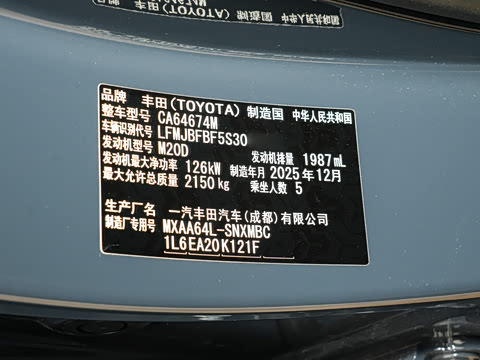 品牌 丰田(TOYOTA) 制造国 中华人民共和国
整车型号 CA64674M
车辆识别代号 LFMJBFBF5S30
发动机型号 M20D 发动机排量 1987mL
发动机最大净功率 126kW 制造年月 2025年12月
最大允许总质量 2150kg 乘坐人数 5
生产厂名 一汽丰田汽车(成都)有限公司
制造厂专用号 MXAA64L-SNXMBC
1L6EA20K121F